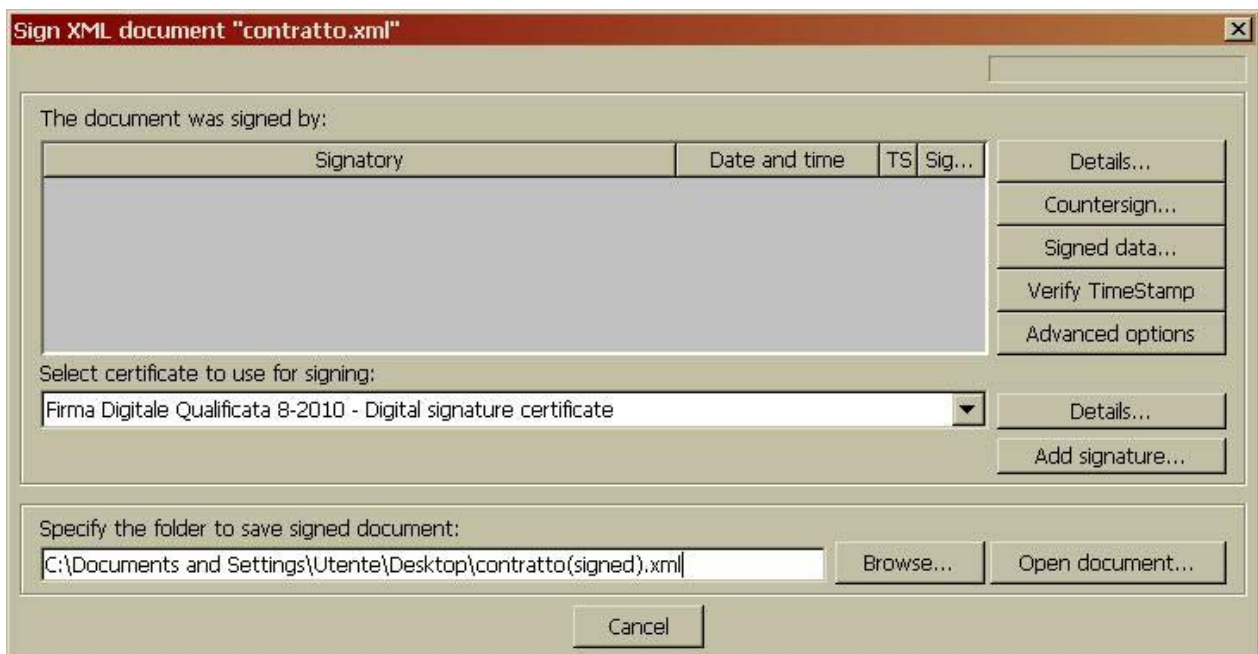 Sign XML document "contratto.xml"
The document was signed by:
Signatory Date and time TS Sig...
Details...
Countersign...
Signed data...
Verify TimeStamp
Advanced options
Select certificate to use for signing:
Firma Digitale Qualificata 8-2010 - Digital signature certificate
Details...
Add signature...
Specify the folder to save signed document:
C:\Documents and Settings\Utente\Desktop\contratto(signed).xml
Browse...
Open document...
Cancel